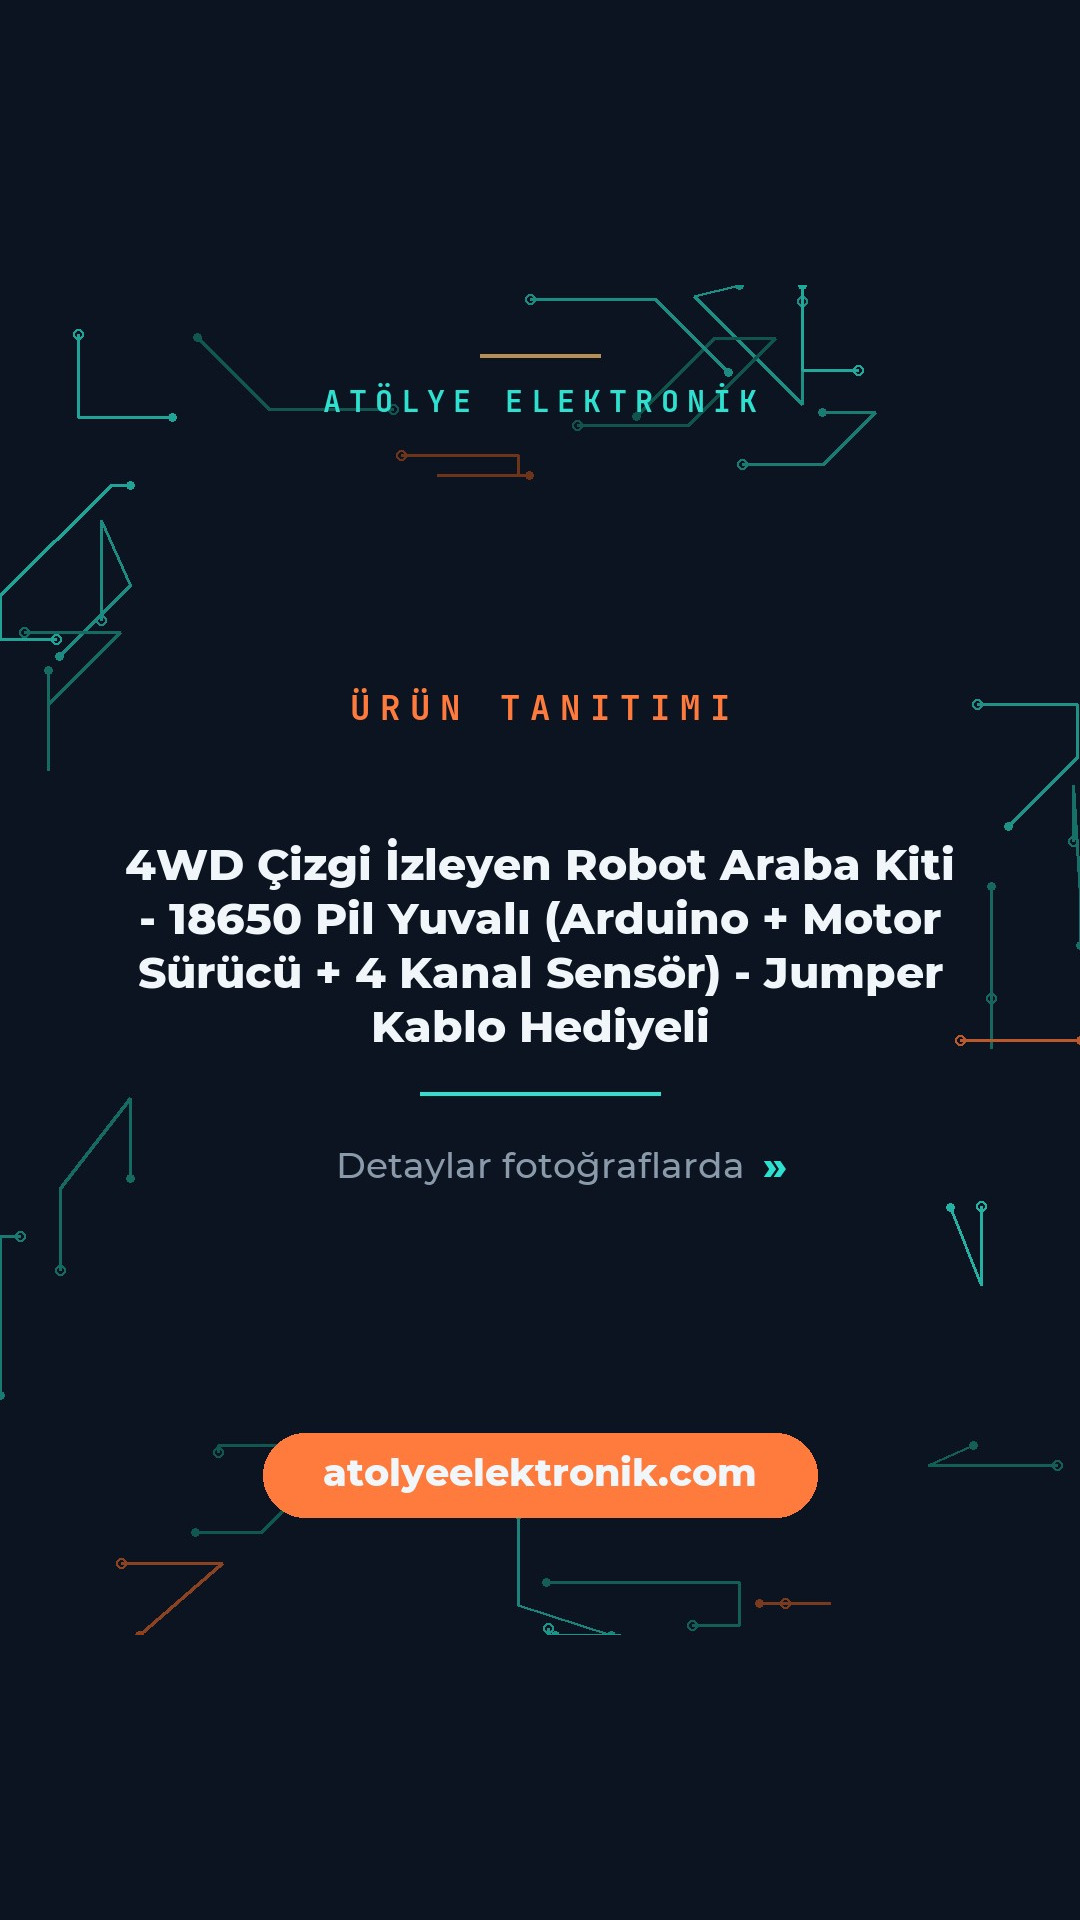 ATÖLYE ELEKTRONİK
ÜRÜN TANITIMI
4WD Çizgi İzleyen Robot Araba Kiti
- 18650 Pil Yuvalı (Arduino + Motor
Sürücü + 4 Kanal Sensör) - Jumper
Kablo Hediyeli
Detaylar fotoğraflarda »
atolyeelektronik.com